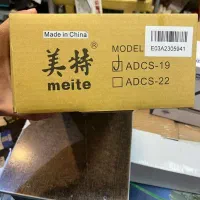 Made in China
美特®
meite
MODEL
E03A2305941
☑ADCS-19
☐ADCS-22